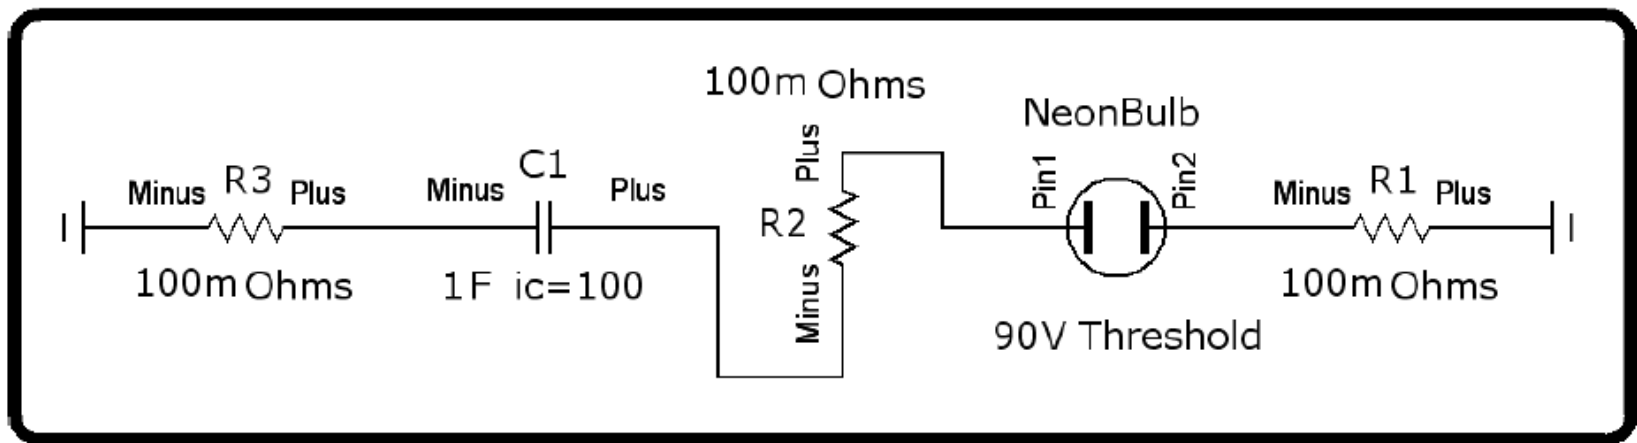 100m Ohms
NeonBulb
Plus
Pin1
Pin2
Minus R3 Plus
Minus C1 Plus
R2
Minus R1 Plus
100m Ohms
1F ic=100
Minus
100m Ohms
90V Threshold